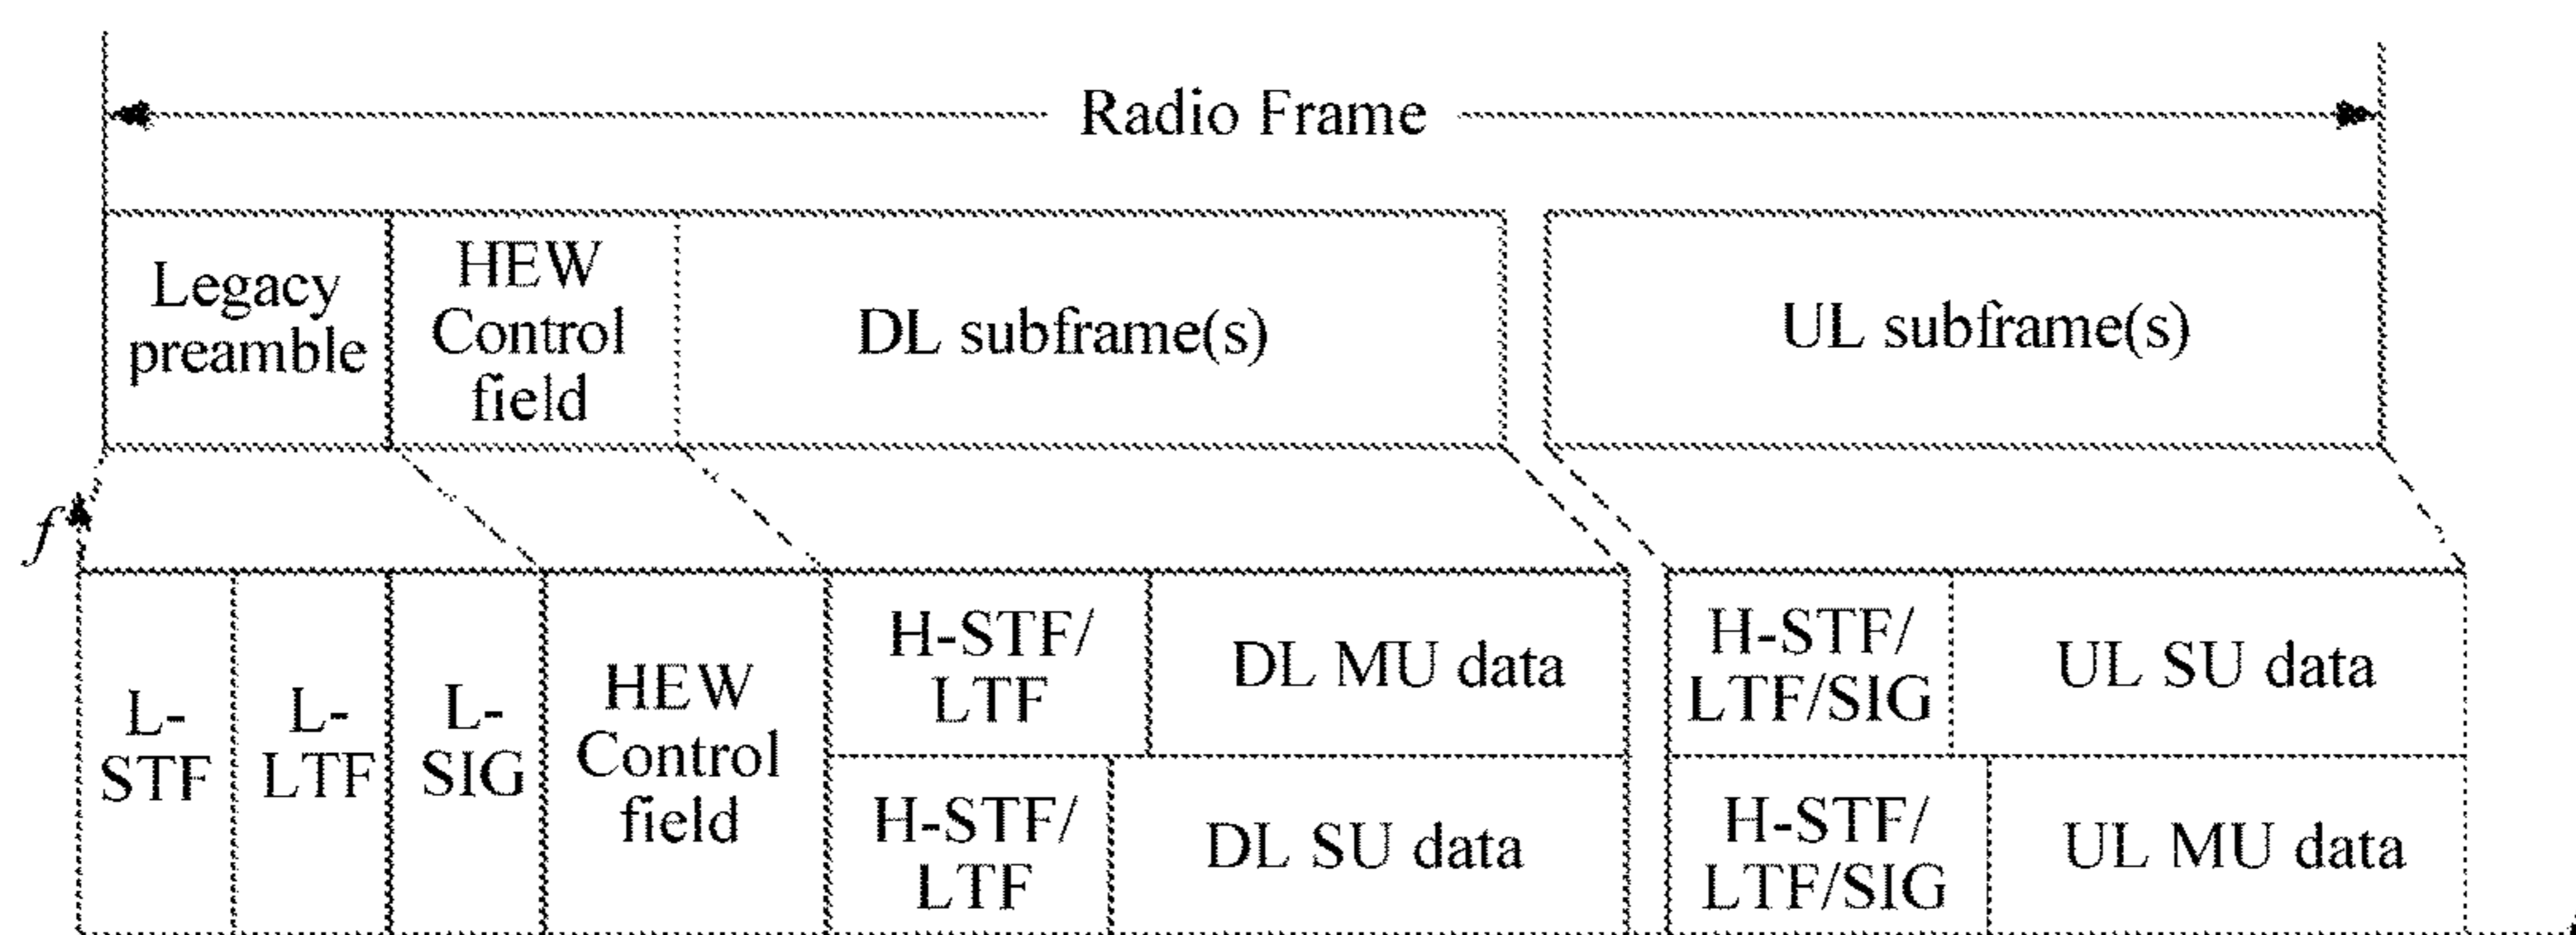 Radio Frame
Legacy
preamble
HEW
Control
field
DL subframe(s)
UL subframe(s)
f
L-
STF
L-
LTF
L-
SIG
HEW
Control
field
H-STF/
LTF
DL MU data
H-STF/
LTF/SIG
UL SU data
H-STF/
LTF
DL SU data
H-STF/
LTF/SIG
UL MU data